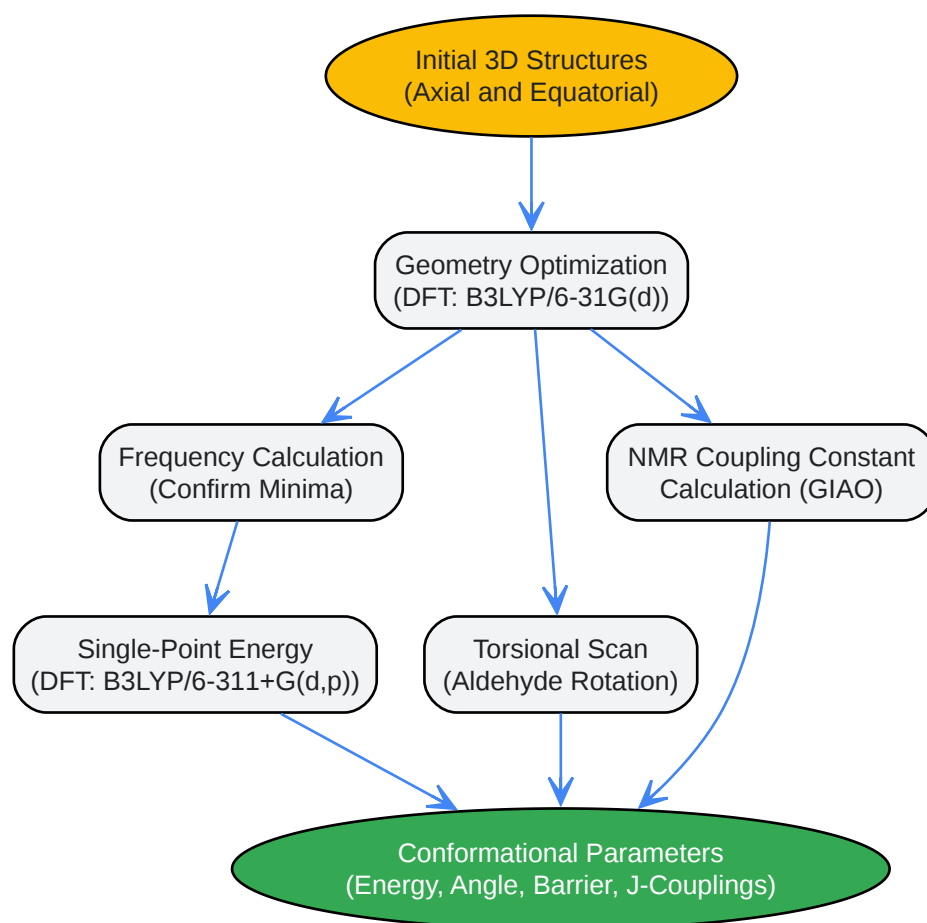 Initial 3D Structures
(Axial and Equatorial)
Geometry Optimization
(DFT: B3LYP/6-31G(d))
Frequency Calculation
(Confirm Minima)
NMR Coupling Constant
Calculation (GIAO)
Single-Point Energy
(DFT: B3LYP/6-311+G(d,p))
Torsional Scan
(Aldehyde Rotation)
Conformational Parameters
(Energy, Angle, Barrier, J-Couplings)